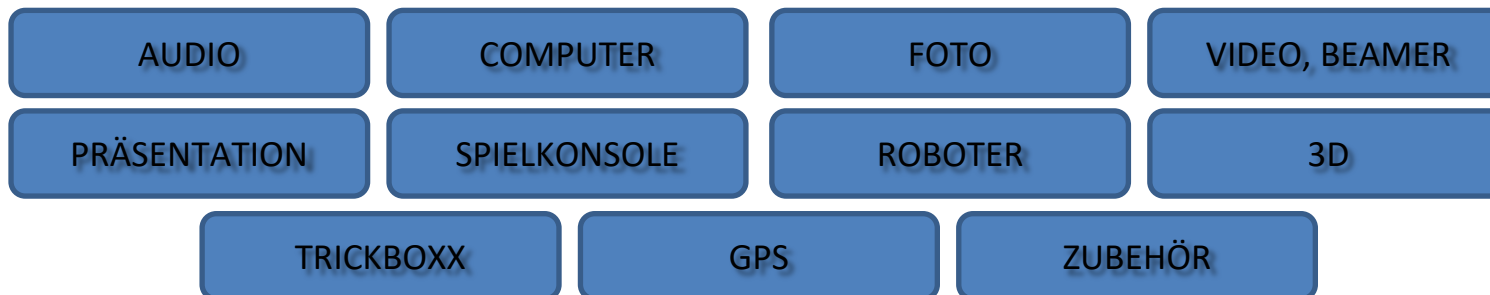 AUDIO COMPUTER FOTO VIDEO, BEAMER
PRÄSENTATION SPIELKONSOLE ROBOTER 3D
TRICKBOXX GPS ZUBEHÖR